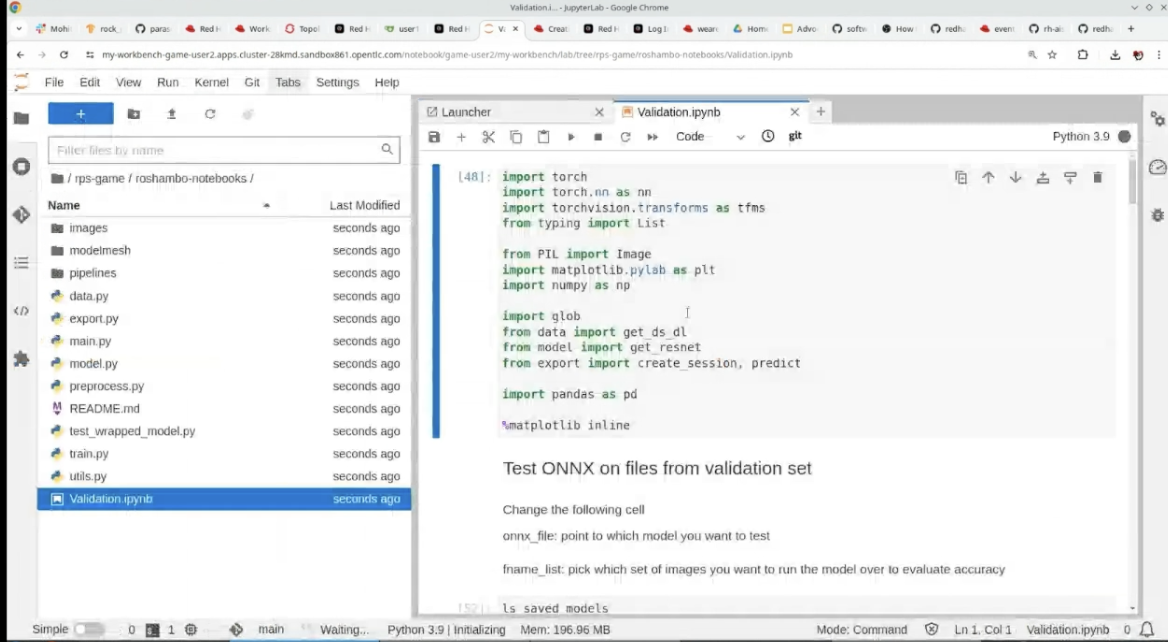 Validation.i... - JupyterLab - Google Chrome
Mohi
rock_
paras
Red H
Work
Topol
Red H
user1
Red H
Vi
Creat
Red H
Red H
Log I
wear
Home
Advo
softw
How
redha
even
rh-ai
redha
my-workbench-game-user2.apps.cluster-28kmd.sandbox861.opentlc.com/notebook/game-user2/my-workbench/lab/tree/rps-game/roshambo-notebooks/Validation.ipynb
File Edit View Run Kernel Git Tabs Settings Help
Launcher
Validation.ipynb
Code
git
Python 3.9
Filter files by name
/ rps-game / roshambo-notebooks /
Name Last Modified
images seconds ago
modelmesh seconds ago
pipelines seconds ago
data.py seconds ago
export.py seconds ago
main.py seconds ago
model.py seconds ago
preprocess.py seconds ago
README.md seconds ago
test_wrapped_model.py seconds ago
train.py seconds ago
utils.py seconds ago
Validation.ipynb seconds ago
[48]: import torch
import torch.nn as nn
import torchvision.transforms as tfms
from typing import List
from PIL import Image
import matplotlib.pylab as plt
import numpy as np
import glob
from data import get_ds_dl
from model import get_resnet
from export import create_session, predict
import pandas as pd
%matplotlib inline
Test ONNX on files from validation set
Change the following cell
onnx_file: point to which model you want to test
fname_list: pick which set of images you want to run the model over to evaluate accuracy
[52]: ls saved_models
Simple 0 1 main Waiting... Python 3.9 | Initializing Mem: 196.96 MB Mode: Command Ln 1, Col 1 Validation.ipynb 0